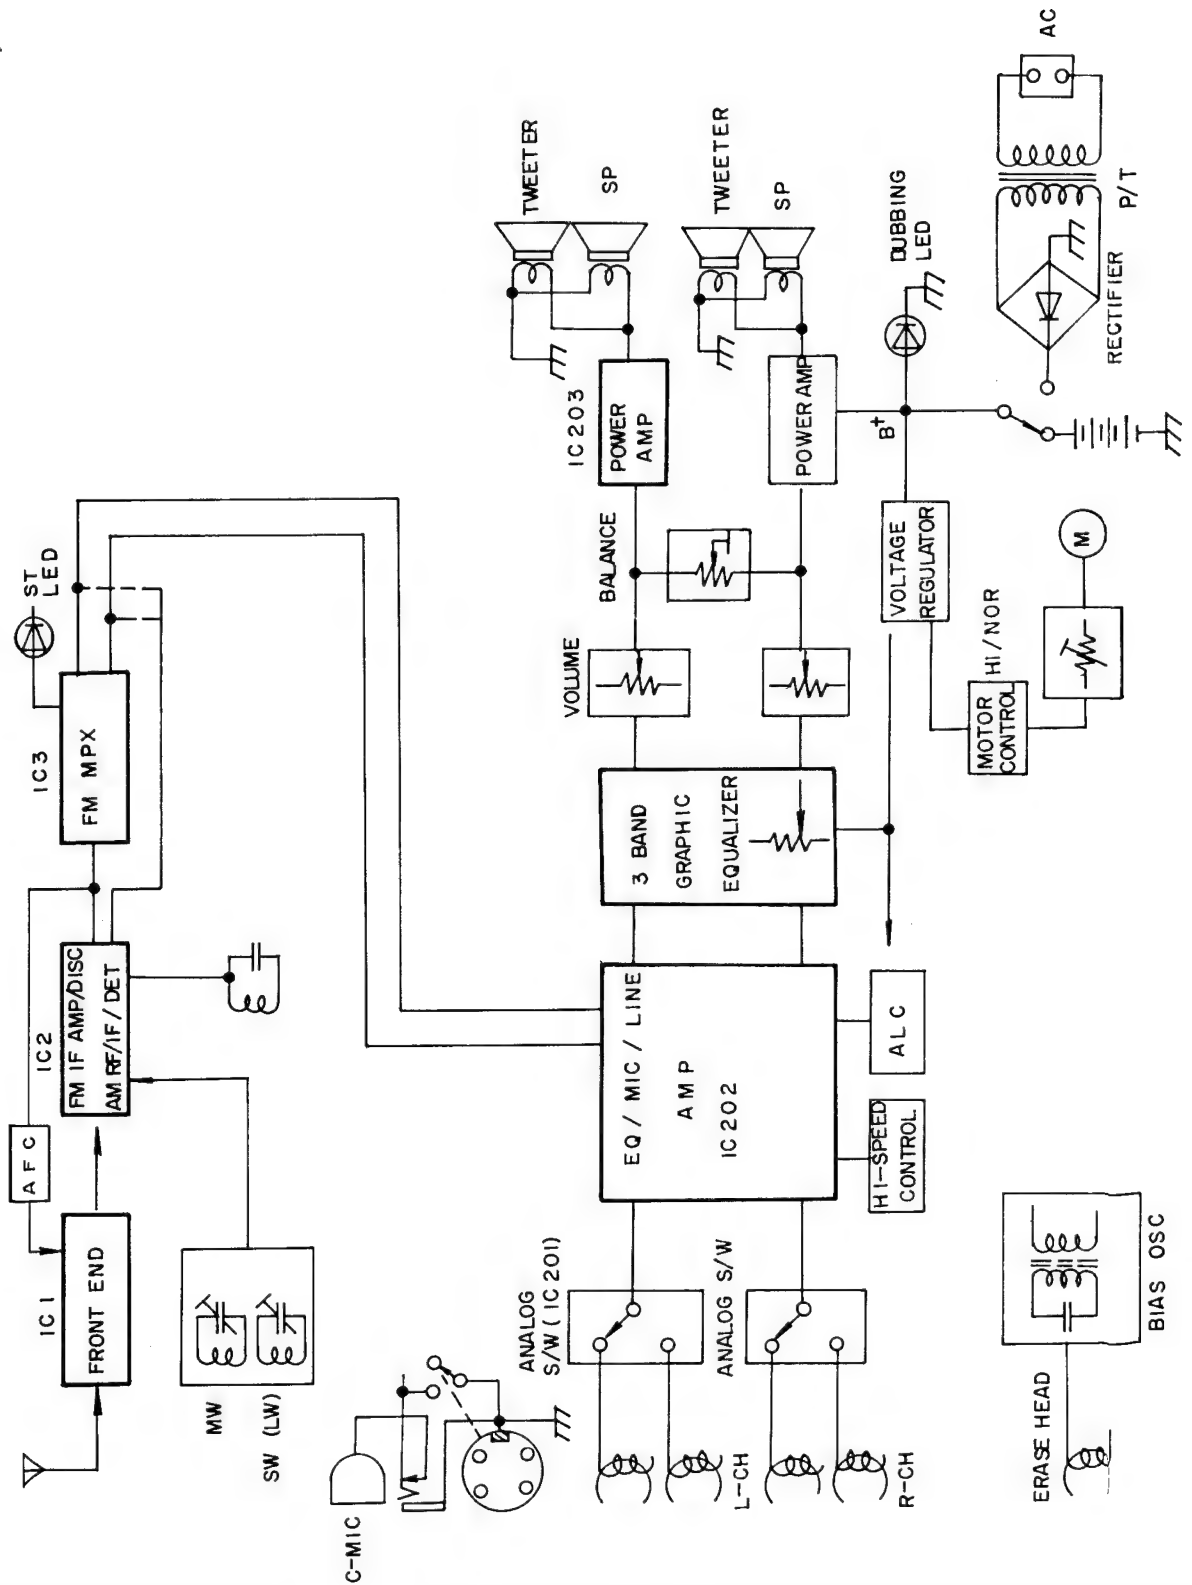 IC1
FRONT END
AFC
IC2
FM IF AMP/DISC
AM RF/IF/DET
IC3
FM MPX
ST
LED
MW
SW (LW)
C-MIC
ANALOG
S/W (IC201)
ANALOG S/W
L-CH
R-CH
EQ/MIC/LINE
AMP
IC202
HI-SPEED
CONTROL
ALC
3 BAND
GRAPHIC
EQUALIZER
VOLUME
BALANCE
IC203
POWER
AMP
POWER AMP
TWEETER
SP
TWEETER
SP
B+
DUBBING
LED
VOLTAGE
REGULATOR
MOTOR
CONTROL
HI/NOR
M
RECTIFIER
P/T
AC
ERASE HEAD
BIAS OSC